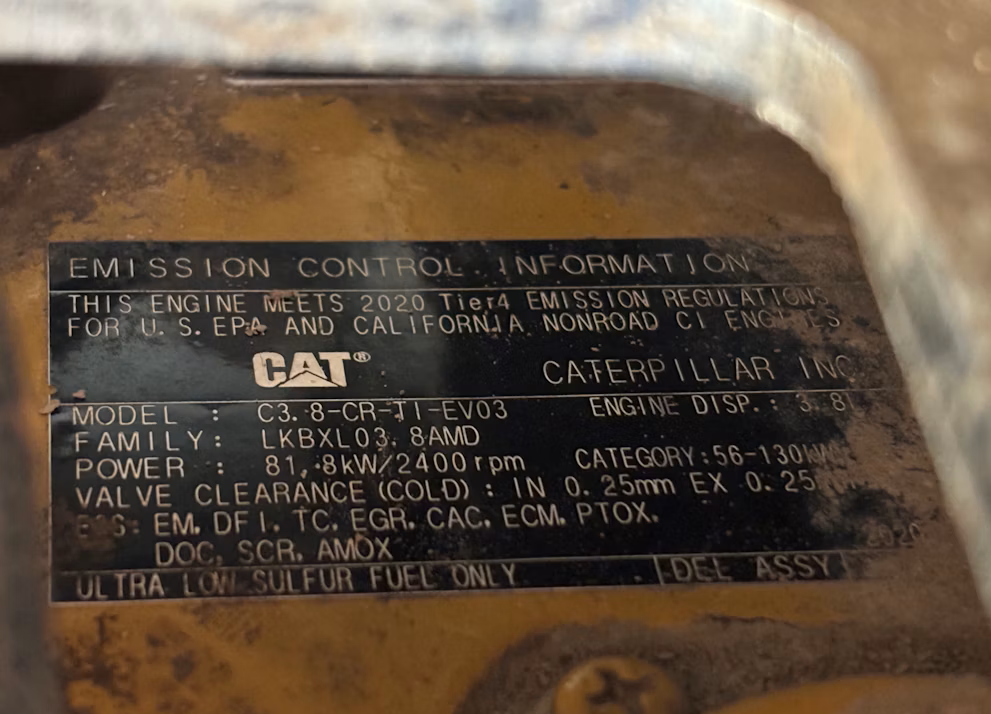 EMISSION CONTROL INFORMATION
THIS ENGINE MEETS 2020 Tier4 EMISSION REGULATIONS
FOR U.S.EPA AND CALIFORNIA NONROAD CI ENGINES
CAT® CATERPILLAR INC
MODEL : C3.8-CR-TI-EV03 ENGINE DISP.: 3.8l
FAMILY: LKBXL03.8AMD
POWER : 81.8kW/2400rpm CATEGORY:56-130kW
VALVE CLEARANCE (COLD) : IN 0.25mm EX 0.25
ECS: EM. DFI. TC. EGR. CAC. ECM. PTOX.
DOC. SCR. AMOX 2020
ULTRA LOW SULFUR FUEL ONLY DEL ASSY